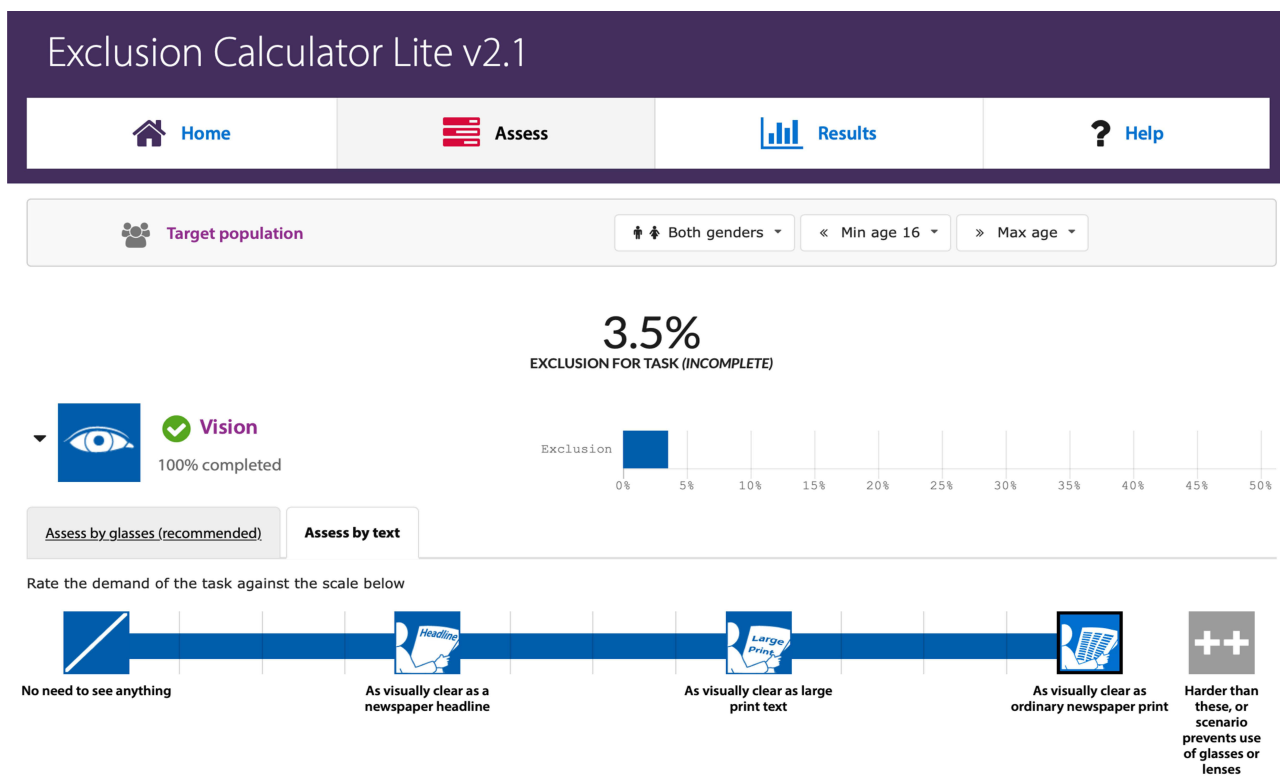 Exclusion Calculator Lite v2.1
Home
Assess
Results
? Help
Target population
Both genders
« Min age 16
» Max age
3.5%
EXCLUSION FOR TASK (INCOMPLETE)
Vision
100% completed
Exclusion
0% 5% 10% 15% 20% 25% 30% 35% 40% 45% 50%
Assess by glasses (recommended)
Assess by text
Rate the demand of the task against the scale below
Headline
Large
Print
++
No need to see anything
As visually clear as a
newspaper headline
As visually clear as large
print text
As visually clear as
ordinary newspaper print
Harder than
these, or
scenario
prevents use
of glasses or
lenses